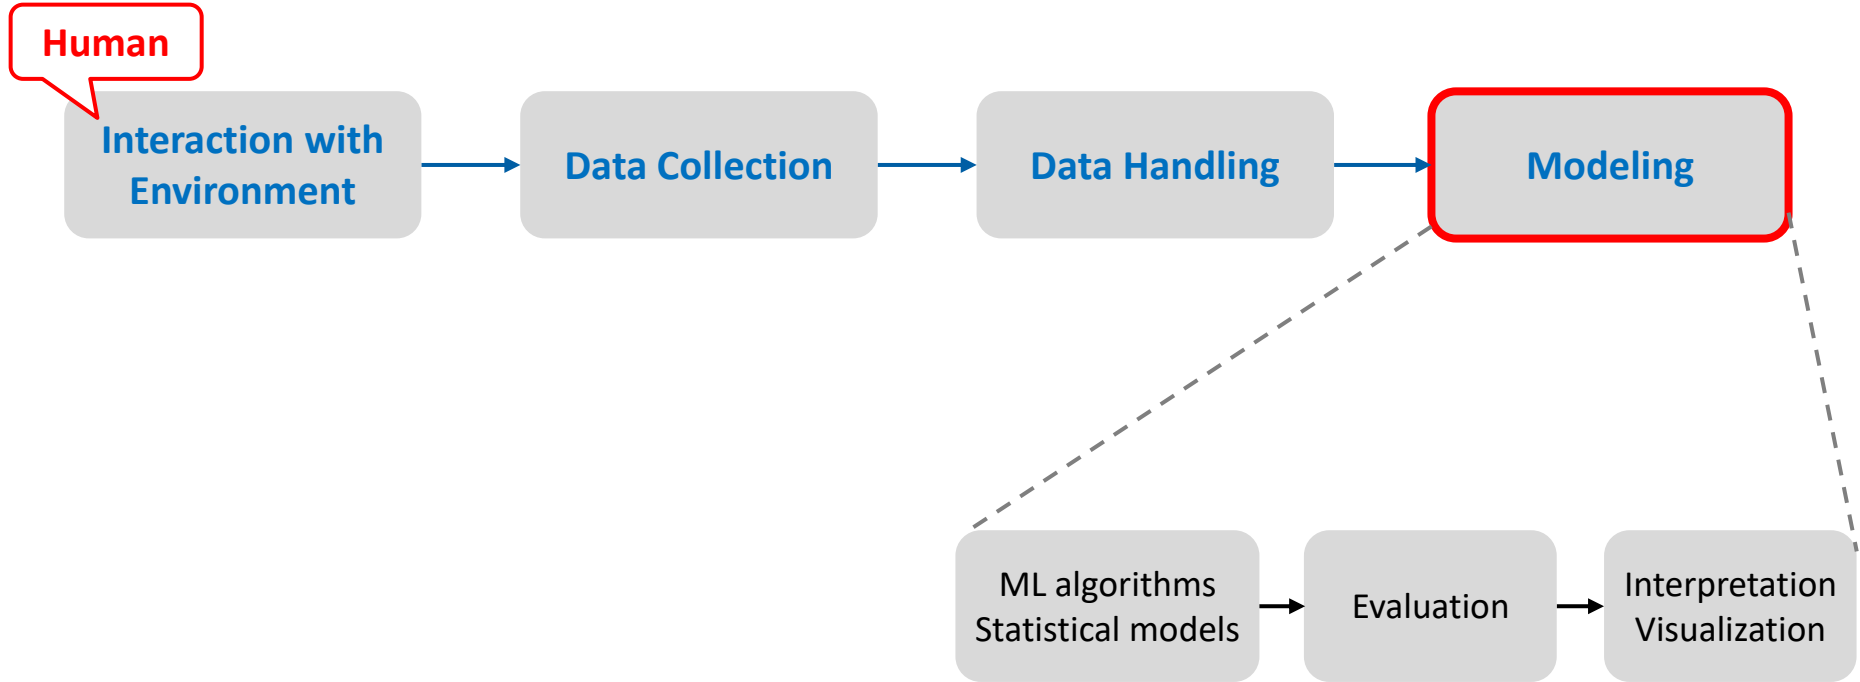 Human
Interaction with
Environment
Data Collection
Data Handling
Modeling
ML algorithms
Statistical models
Evaluation
Interpretation
Visualization